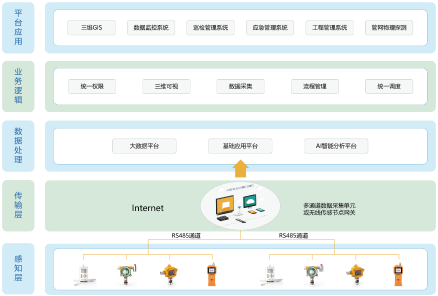 平台应用
三维GIS
数据监控系统
巡检管理系统
应急管理系统
工程管理系统
管网物理探测
业务逻辑
统一权限
三维可视
数据采集
流程管理
统一调度
数据处理
大数据平台
基础应用平台
AI智能分析平台
传输层
Internet
多通道数据采集单元
或无线传感节点网关
RS485通道
RS485通道
感知层